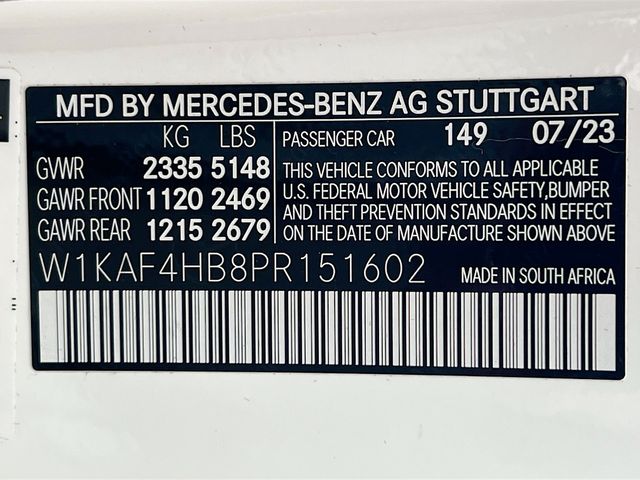 MFD BY MERCEDES-BENZ AG STUTTGART
KG LBS
GVWR 2335 5148
GAWR FRONT 1120 2469
GAWR REAR 1215 2679
PASSENGER CAR 149 07/23
THIS VEHICLE CONFORMS TO ALL APPLICABLE
U.S. FEDERAL MOTOR VEHICLE SAFETY,BUMPER
AND THEFT PREVENTION STANDARDS IN EFFECT
ON THE DATE OF MANUFACTURE SHOWN ABOVE
W1KAF4HB8PR151602
MADE IN SOUTH AFRICA